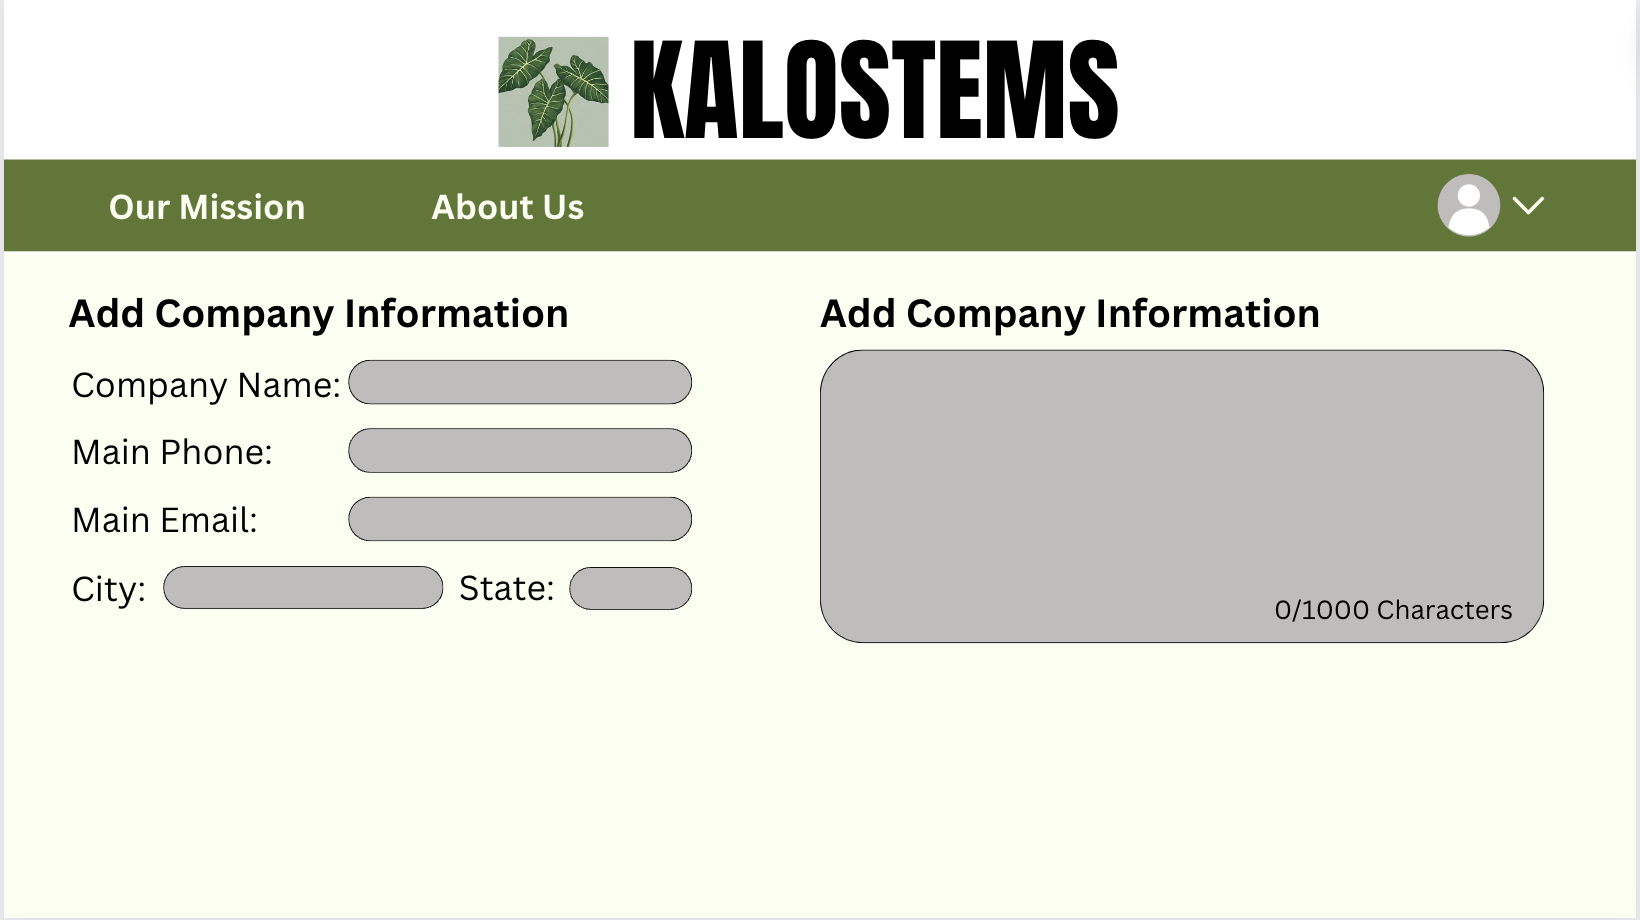 KALOSTEMS
Our Mission
About Us
Add Company Information
Company Name:
Main Phone:
Main Email:
City:
State:
Add Company Information
0/1000 Characters